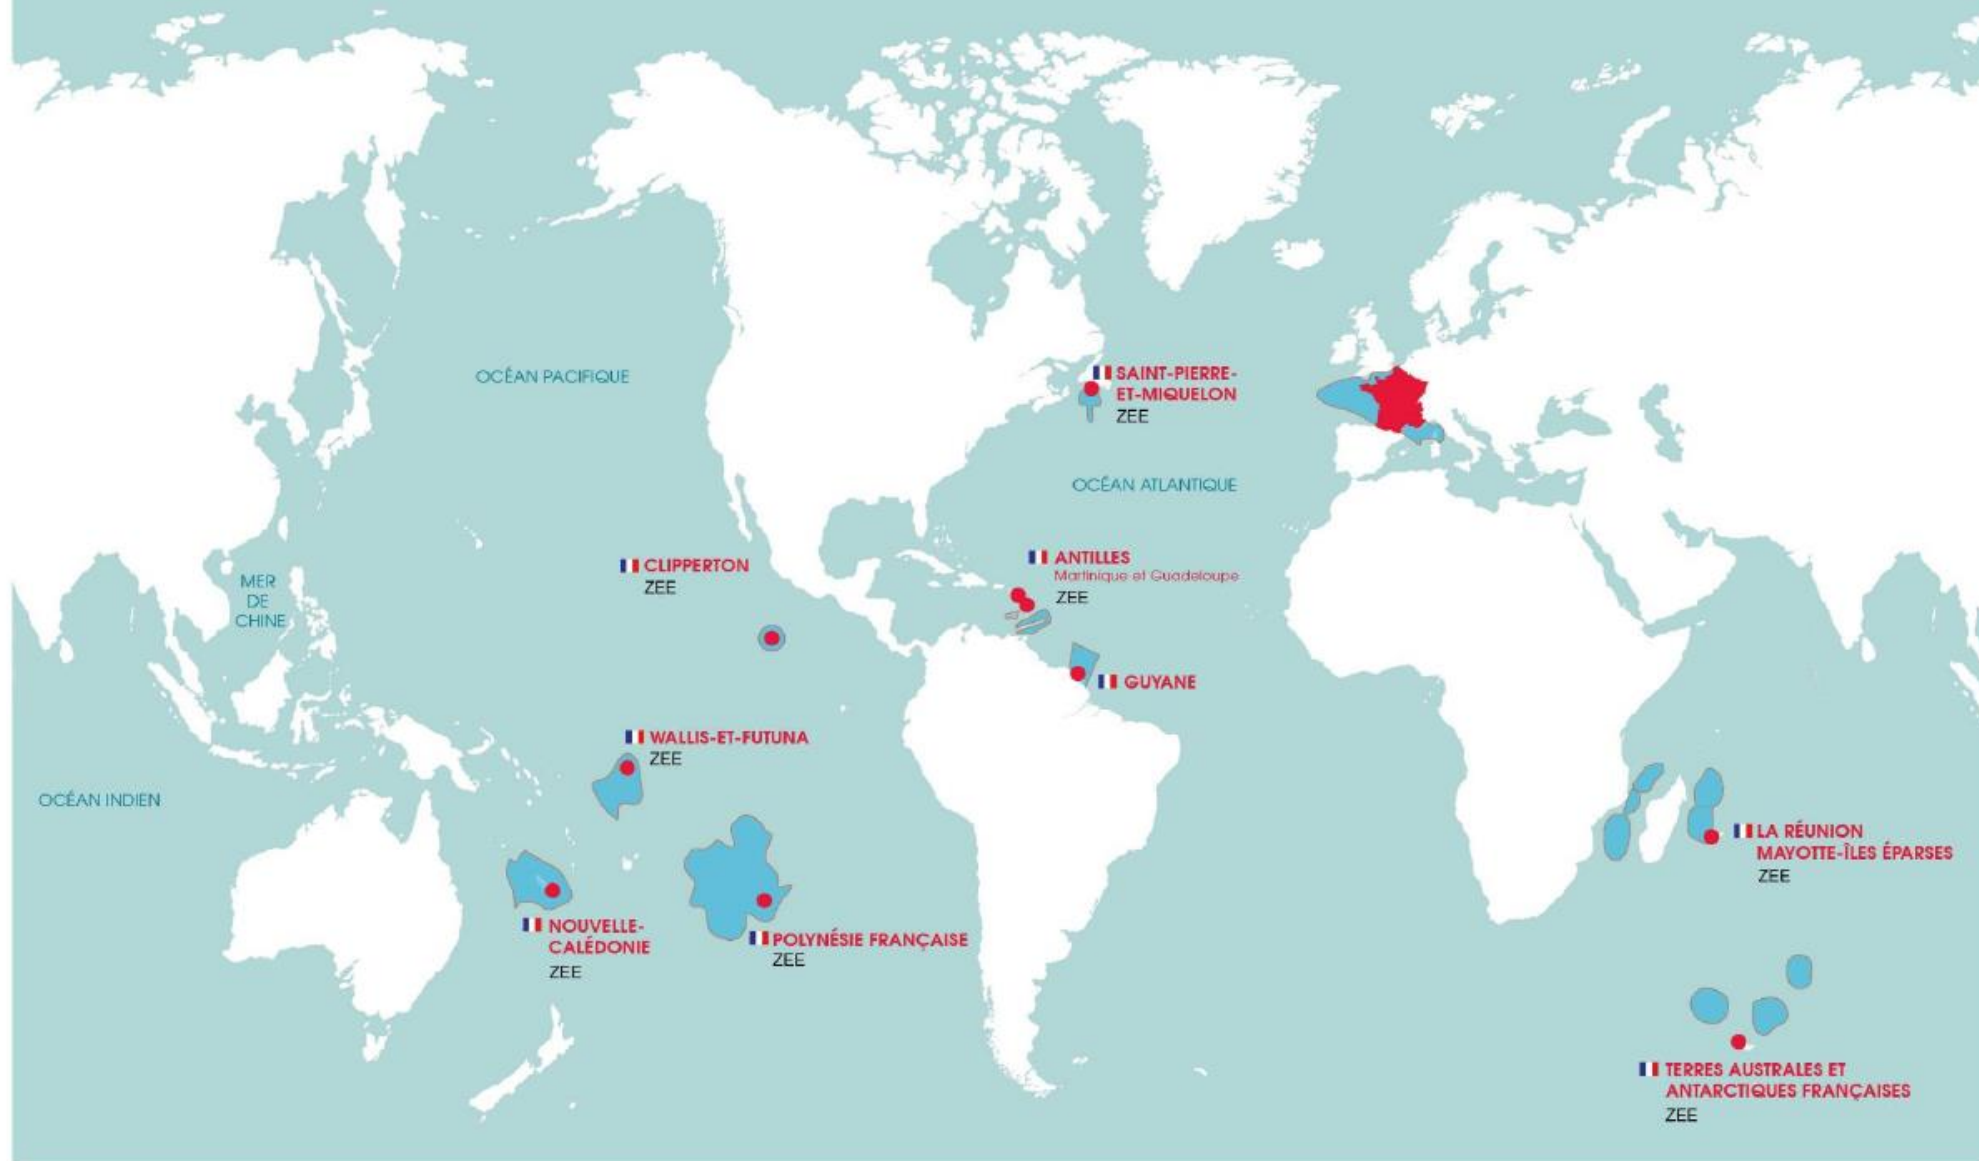 OCÉAN PACIFIQUE
SAINT-PIERRE-
ET-MIQUELON
ZEE
OCÉAN ATLANTIQUE
CLIPPERTON
ZEE
ANTILLES
Martinique et Guadeloupe
ZEE
MER
DE
CHINE
GUYANE
WALLIS-ET-FUTUNA
ZEE
OCÉAN INDIEN
LA RÉUNION
MAYOTTE-ÎLES ÉPARSES
ZEE
NOUVELLE-
CALÉDONIE
ZEE
POLYNÉSIE FRANÇAISE
ZEE
TERRES AUSTRALES ET
ANTARCTIQUES FRANÇAISES
ZEE